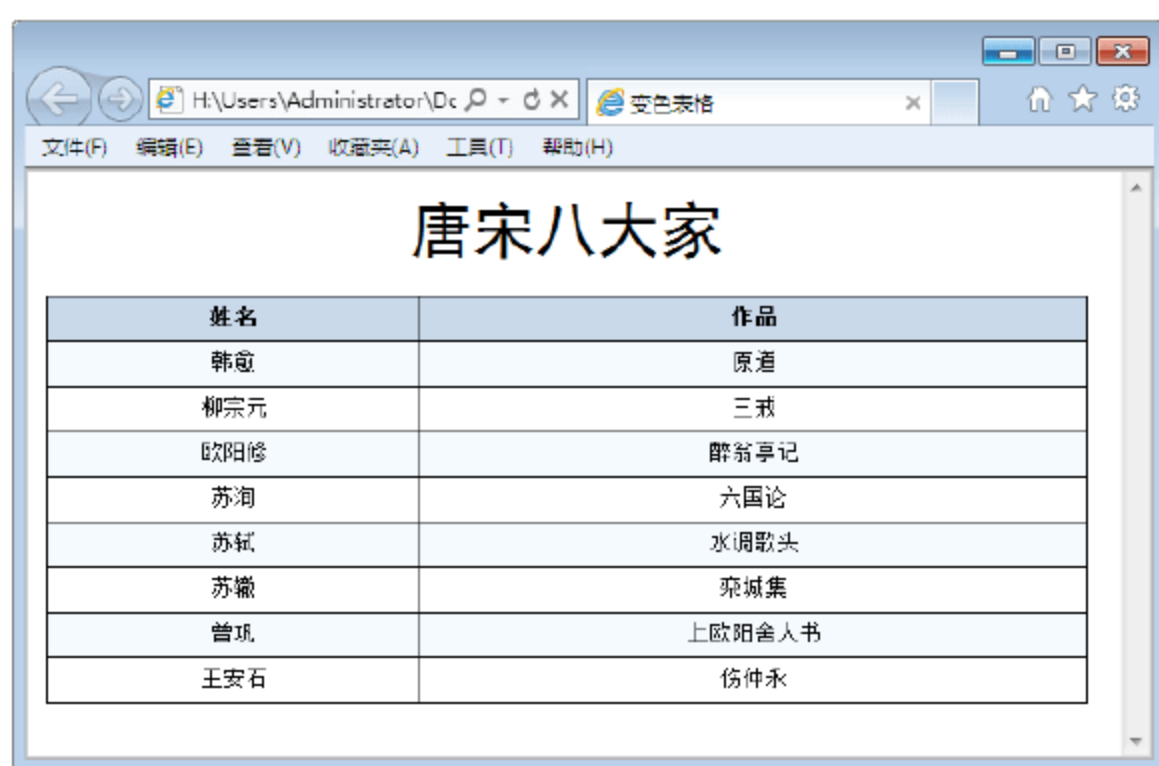 H:\Users\Administrator\Dc
变色表格
文件(F) 编辑(E) 查看(V) 收藏夹(A) 工具(T) 帮助(H)
唐宋八大家
姓名 作品
韩愈 原道
柳宗元 三戒
欧阳修 醉翁亭记
苏洵 六国论
苏轼 水调歌头
苏辙 栾城集
曾巩 上欧阳舍人书
王安石 伤仲永